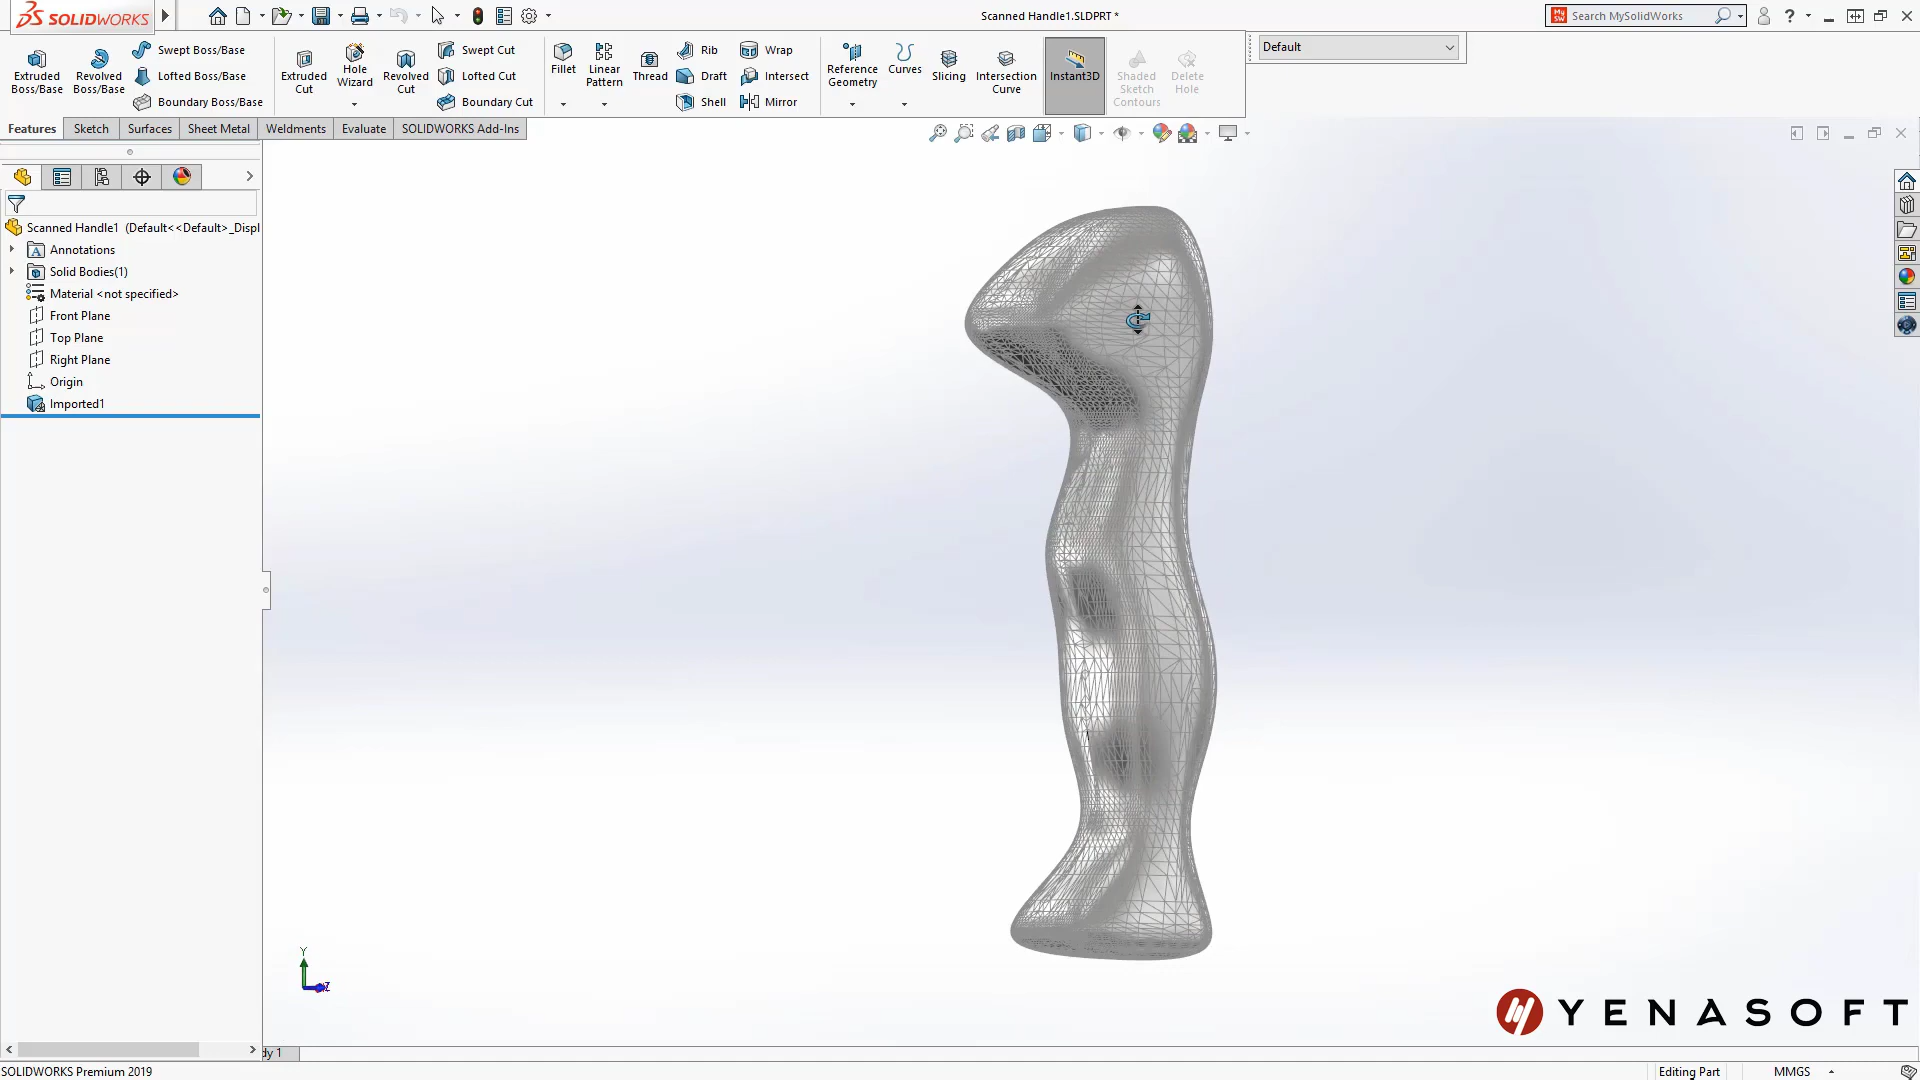 SOLIDWORKS
Scanned Handle1.SLDPRT *
Search MySolidWorks
Extruded Boss/Base
Revolved Boss/Base
Swept Boss/Base
Lofted Boss/Base
Boundary Boss/Base
Extruded Cut
Hole Wizard
Revolved Cut
Swept Cut
Lofted Cut
Boundary Cut
Fillet
Linear Pattern
Thread
Rib
Draft
Shell
Wrap
Intersect
Mirror
Reference Geometry
Curves
Slicing
Intersection Curve
Instant3D
Shaded Sketch Contours
Delete Hole
Default
Features
Sketch
Surfaces
Sheet Metal
Weldments
Evaluate
SOLIDWORKS Add-Ins
Scanned Handle1 (Default<<Default>_Displ
Annotations
Solid Bodies(1)
Material <not specified>
Front Plane
Top Plane
Right Plane
Origin
Imported1
Y
Z
YENASOFT
dy 1
SOLIDWORKS Premium 2019
Editing Part
MMGS